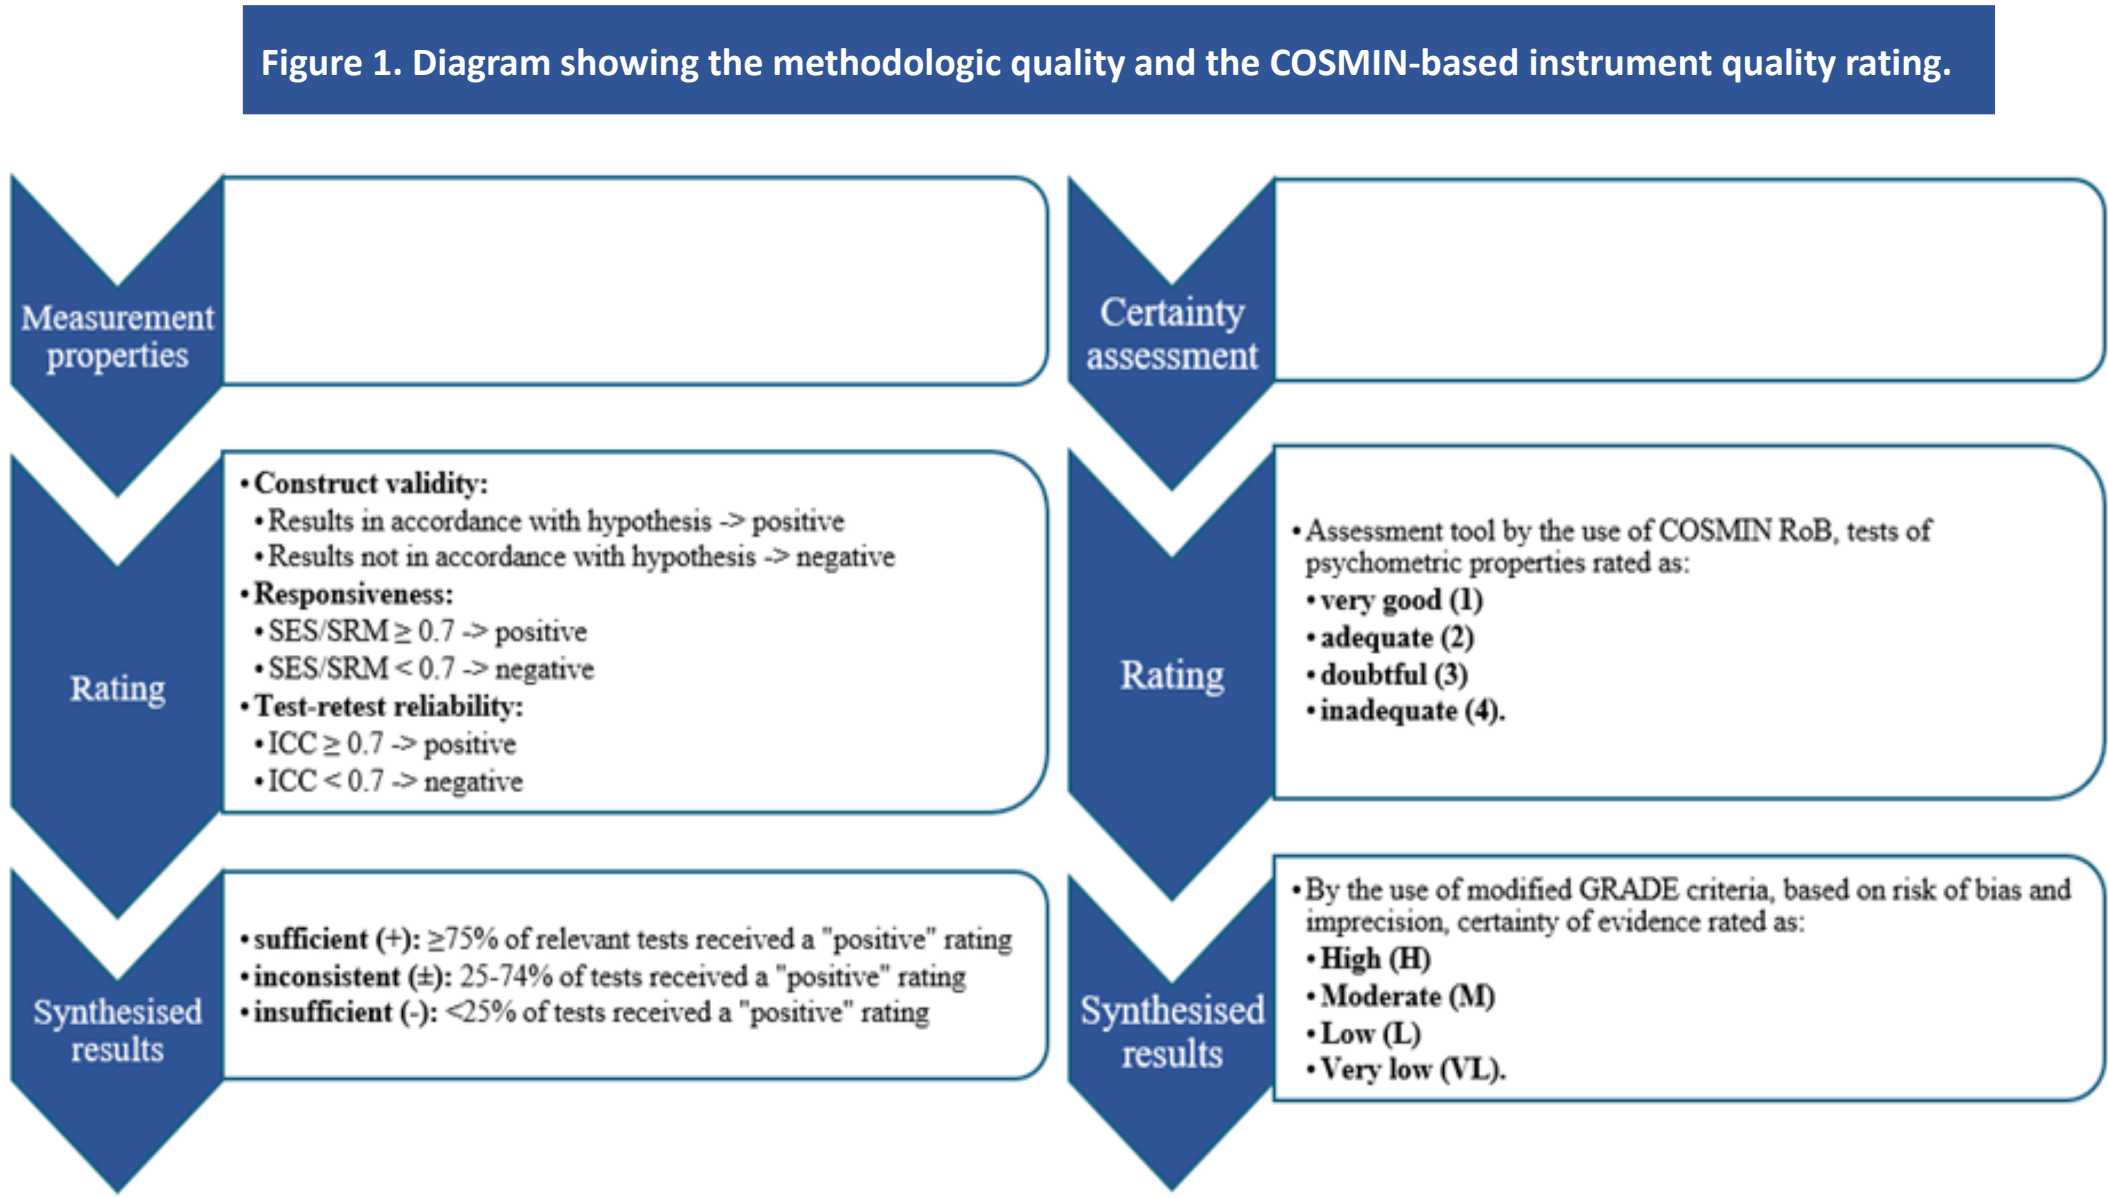 Figure 1. Diagram showing the methodologic quality and the COSMIN-based instrument quality rating.
Measurement
properties
Rating
• Construct validity:
• Results in accordance with hypothesis -> positive
• Results not in accordance with hypothesis -> negative
• Responsiveness:
• SES/SRM ≥ 0.7 -> positive
• SES/SRM < 0.7 -> negative
• Test-retest reliability:
• ICC ≥ 0.7 -> positive
• ICC < 0.7 -> negative
Synthesised
results
• sufficient (+): ≥75% of relevant tests received a "positive" rating
• inconsistent (±): 25-74% of tests received a "positive" rating
• insufficient (-): <25% of tests received a "positive" rating
Certainty
assessment
Rating
• Assessment tool by the use of COSMIN RoB, tests of
psychometric properties rated as:
• very good (1)
• adequate (2)
• doubtful (3)
• inadequate (4).
Synthesised
results
• By the use of modified GRADE criteria, based on risk of bias and
imprecision, certainty of evidence rated as:
• High (H)
• Moderate (M)
• Low (L)
• Very low (VL).